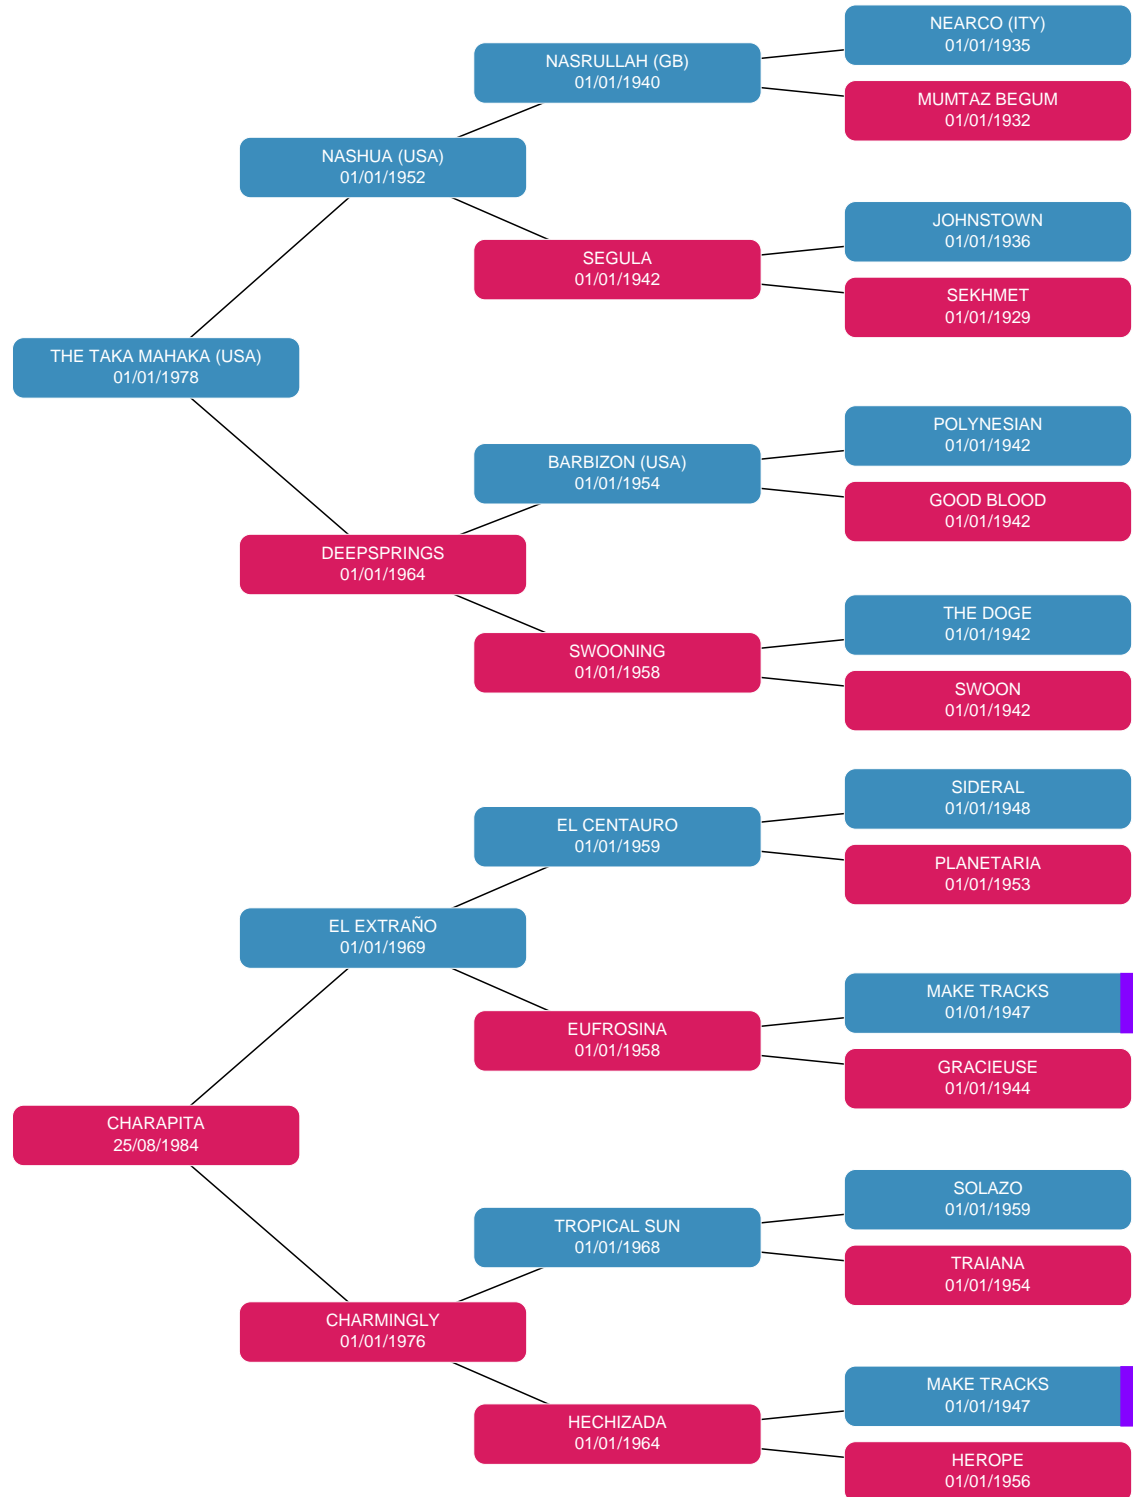 NEARCO (ITY)
01/01/1935
NASRULLAH (GB)
01/01/1940
MUMTAZ BEGUM
01/01/1932
NASHUA (USA)
01/01/1952
JOHNSTOWN
01/01/1936
SEGULA
01/01/1942
SEKHMET
01/01/1929
THE TAKA MAHAKA (USA)
01/01/1978
POLYNESIAN
01/01/1942
BARBIZON (USA)
01/01/1954
GOOD BLOOD
01/01/1942
DEEPSPRINGS
01/01/1964
THE DOGE
01/01/1942
SWOONING
01/01/1958
SWOON
01/01/1942
SIDERAL
01/01/1948
EL CENTAURO
01/01/1959
PLANETARIA
01/01/1953
EL EXTRAÑO
01/01/1969
MAKE TRACKS
01/01/1947
EUFROSINA
01/01/1958
GRACIEUSE
01/01/1944
CHARAPITA
25/08/1984
SOLAZO
01/01/1959
TROPICAL SUN
01/01/1968
TRAIANA
01/01/1954
CHARMINGLY
01/01/1976
MAKE TRACKS
01/01/1947
HECHIZADA
01/01/1964
HEROPE
01/01/1956